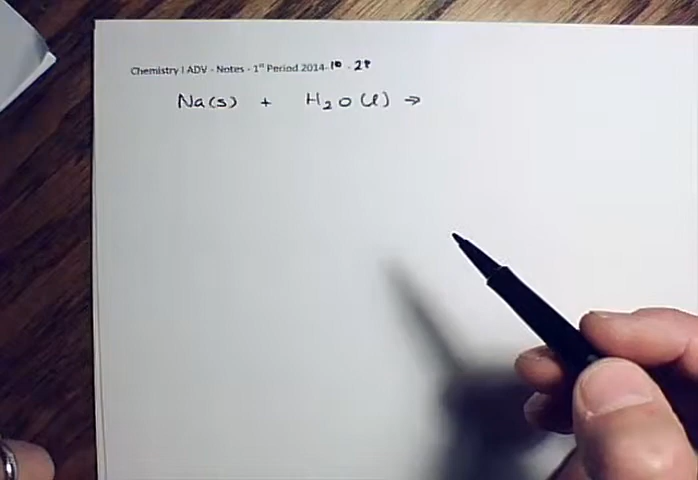 Chemistry I ADV - Notes - 1st Period 2014-10-28
Na(s) + H₂O(l) →